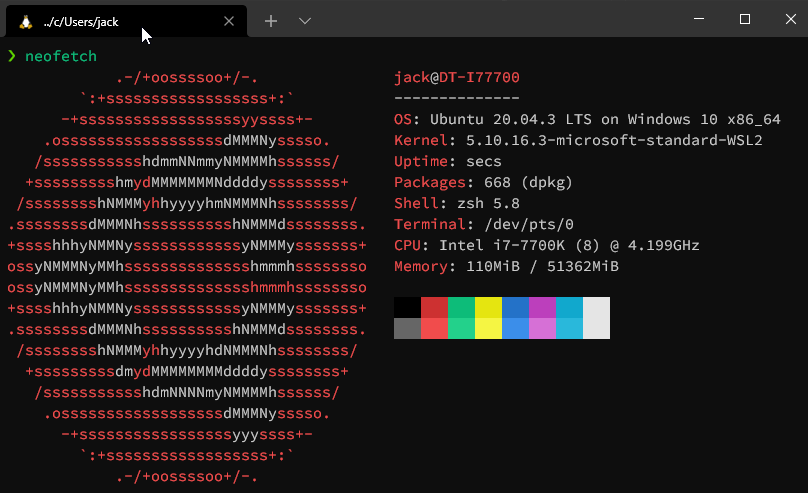 ../c/Users/jack
❯ neofetch
            .-/+oossssoo+/-.
        `:+ssssssssssssssssss+:`
      -+ssssssssssssssssssyyssss+-
    .ossssssssssssssssssdMMMNysssso.
   /ssssssssssshdmmNNmmyNMMMMhssssss/
  +ssssssssshmydMMMMMMMNddddyssssssss+
 /sssssssshNMMMyhhyyyyhmNMMMNhssssssss/
.ssssssssdMMMNhsssssssssshNMMMdssssssss.
+sssshhhyNMMNyssssssssssssyNMMMysssssss+
ossyNMMMNyMMhsssssssssssssshmmmhssssssso
ossyNMMMNyMMhsssssssssssssshmmmhssssssso
+sssshhhyNMMNyssssssssssssyNMMMysssssss+
.ssssssssdMMMNhsssssssssshNMMMdssssssss.
 /sssssssshNMMMyhhyyyyhdNMMMNhssssssss/
  +sssssssssdmydMMMMMMMMddddyssssssss+
   /ssssssssssshdmNNNNmyNMMMMhssssss/
    .ossssssssssssssssssdMMMNysssso.
      -+sssssssssssssssssyyyssss+-
        `:+ssssssssssssssssss+:`
            .-/+oossssoo+/-.
jack@DT-I77700
--------------
OS: Ubuntu 20.04.3 LTS on Windows 10 x86_64
Kernel: 5.10.16.3-microsoft-standard-WSL2
Uptime: secs
Packages: 668 (dpkg)
Shell: zsh 5.8
Terminal: /dev/pts/0
CPU: Intel i7-7700K (8) @ 4.199GHz
Memory: 110MiB / 51362MiB